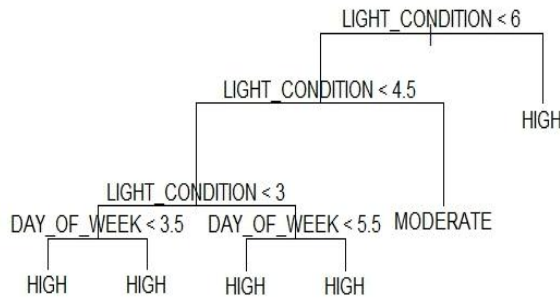 LIGHT_CONDITION < 6
LIGHT_CONDITION < 4.5
HIGH
LIGHT_CONDITION < 3
DAY_OF_WEEK < 3.5
DAY_OF_WEEK < 5.5
MODERATE
HIGH
HIGH
HIGH
HIGH